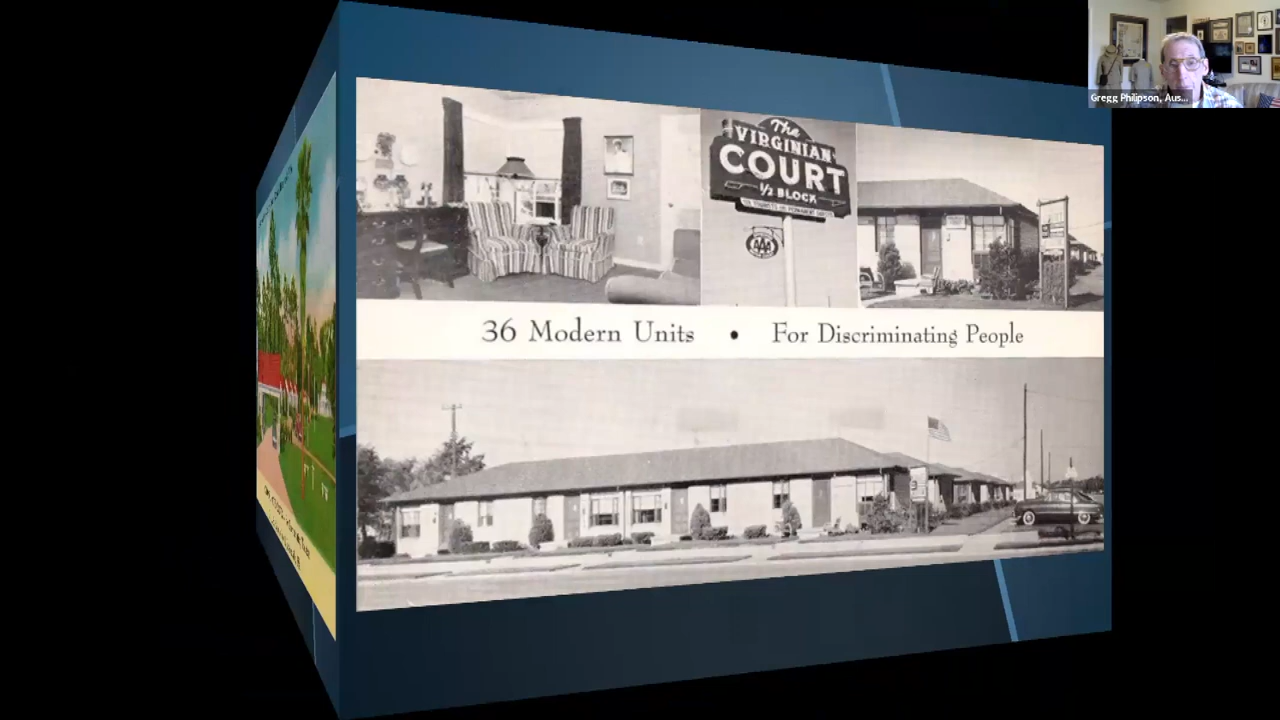 Gregg Philipson, Aus...
The
VIRGINIAN
COURT
1/2 BLOCK
AAA
36 Modern Units • For Discriminating People